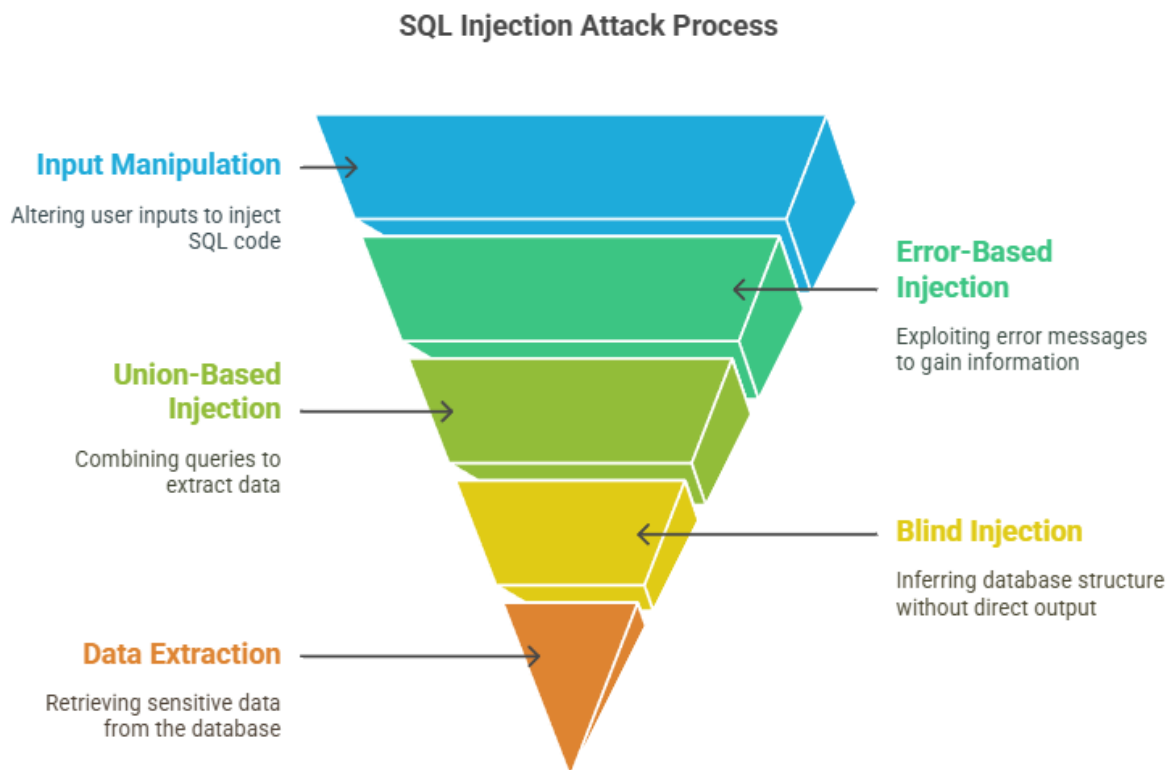 SQL Injection Attack Process
Input Manipulation
Altering user inputs to inject
SQL code
Error-Based
Injection
Exploiting error messages
to gain information
Union-Based
Injection
Combining queries to
extract data
Blind Injection
Inferring database structure
without direct output
Data Extraction
Retrieving sensitive data
from the database